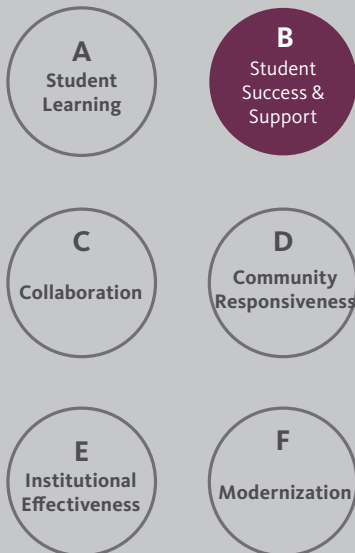 A
Student
Learning
B
Student
Success &
Support
C
Collaboration
D
Community
Responsiveness
E
Institutional
Effectiveness
F
Modernization